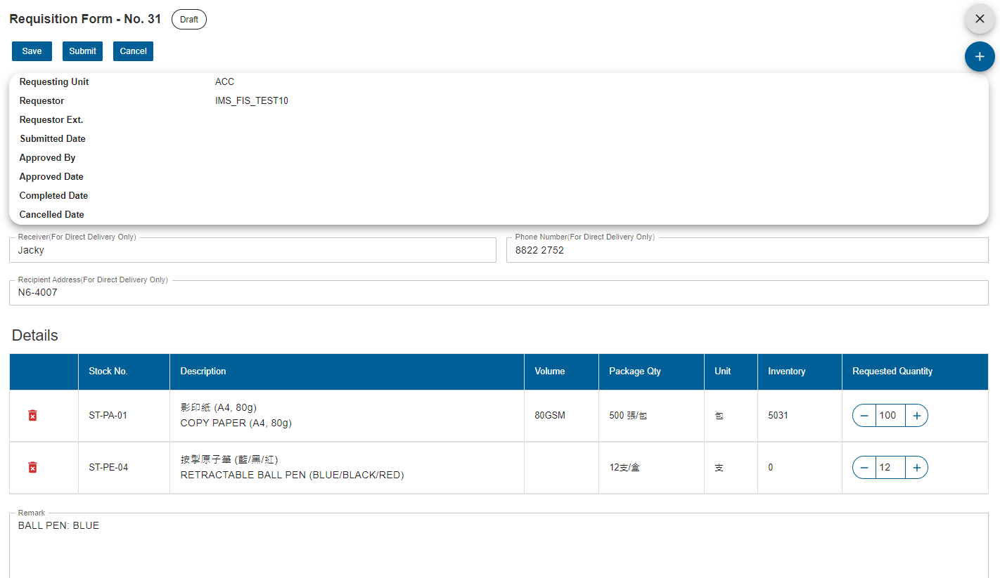 Requisition Form - No. 31 Draft
Save Submit Cancel
Requesting Unit ACC
Requestor IMS_FIS_TEST10
Requestor Ext.
Submitted Date
Approved By
Approved Date
Completed Date
Cancelled Date
Receiver(For Direct Delivery Only) Phone Number(For Direct Delivery Only)
Jacky 8822 2752
Recipient Address(For Direct Delivery Only)
N6-4007
Details
Stock No. Description Volume Package Qty Unit Inventory Requested Quantity
影印紙 (A4, 80g)
ST-PA-01 80GSM 500 張/包 包 5031 − 100 +
COPY PAPER (A4, 80g)
按掣原子筆 (藍/黑/紅)
ST-PE-04 12支/盒 支 0 − 12 +
RETRACTABLE BALL PEN (BLUE/BLACK/RED)
Remark
BALL PEN: BLUE